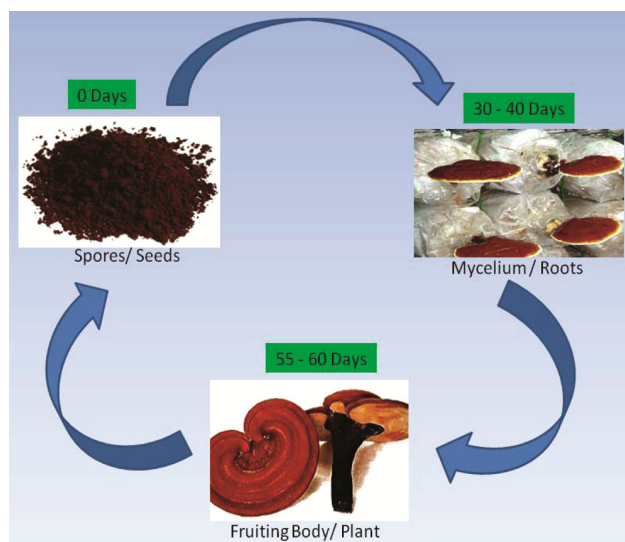 0 Days
Spores/ Seeds
30 - 40 Days
Mycelium / Roots
55 - 60 Days
Fruiting Body/ Plant